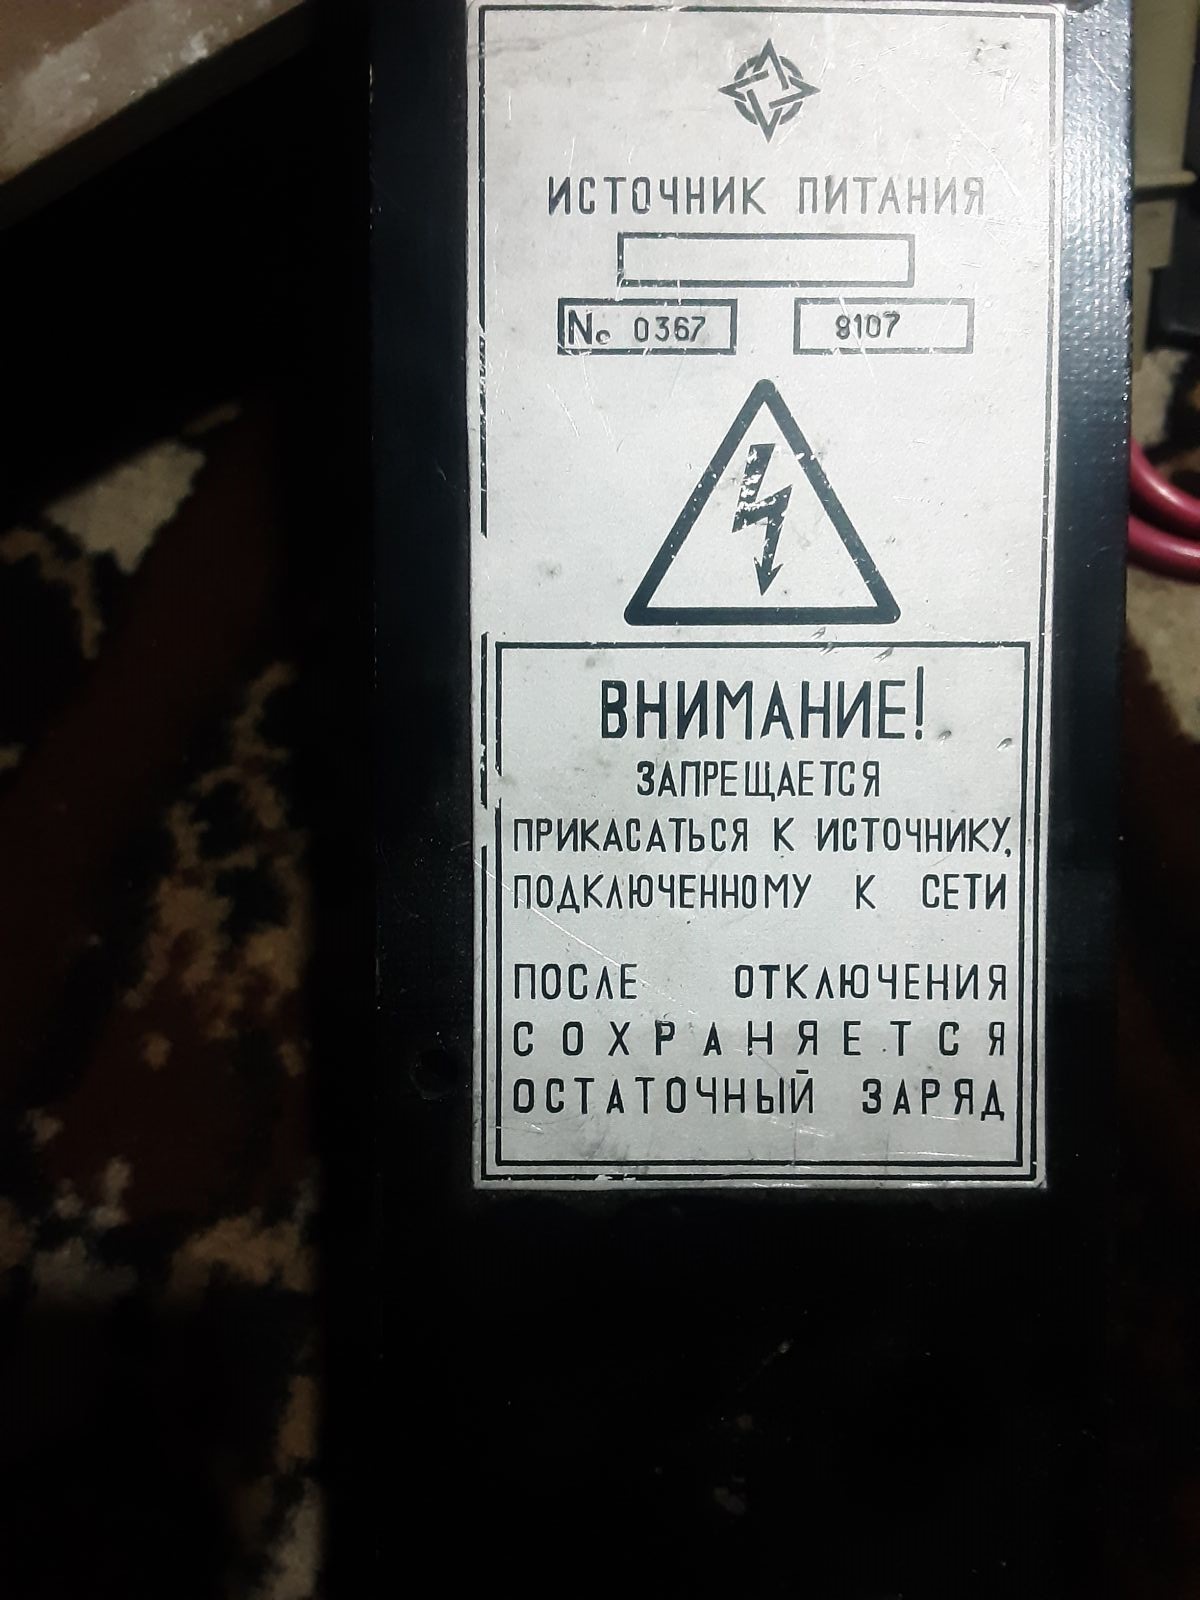 ИСТОЧНИК ПИТАНИЯ
№ 0367 8107
ВНИМАНИЕ!
ЗАПРЕЩАЕТСЯ
ПРИКАСАТЬСЯ К ИСТОЧНИКУ,
ПОДКЛЮЧЕННОМУ К СЕТИ
ПОСЛЕ ОТКЛЮЧЕНИЯ
СОХРАНЯЕТСЯ
ОСТАТОЧНЫЙ ЗАРЯД